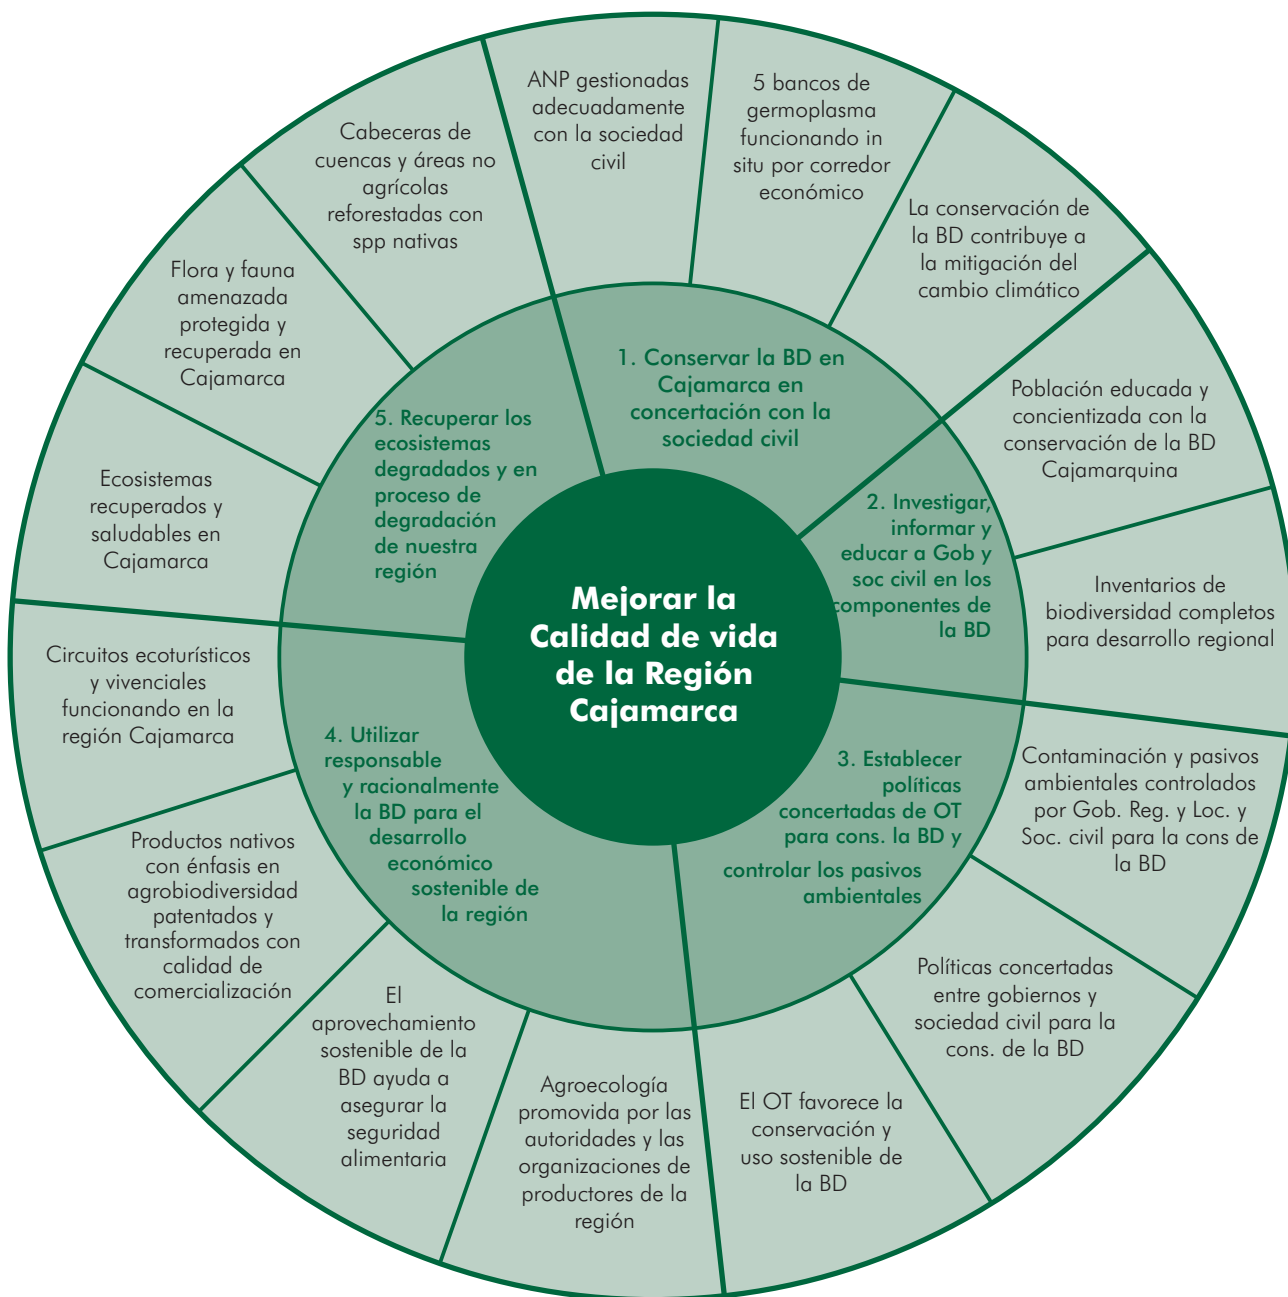 Mejorar la
Calidad de vida
de la Región
Cajamarca
1. Conservar la BD en
Cajamarca en
concertación con la
sociedad civil
2. Investigar,
informar y
educar a Gob y
soc civil en los
componentes de
la BD
3. Establecer
políticas
concertadas de OT
para cons. la BD y
controlar los pasivos
ambientales
4. Utilizar
responsable
y racionalmente
la BD para el
desarrollo
económico
sostenible de
la región
5. Recuperar los
ecosistemas
degradados y en
proceso de
degradación
de nuestra
región
ANP gestionadas
adecuadamente
con la sociedad
civil
5 bancos de
germoplasma
funcionando in
situ por corredor
económico
La conservación de
la BD contribuye a
la mitigación del
cambio climático
Población educada y
concientizada con la
conservación de la BD
Cajamarquina
Inventarios de
biodiversidad completos
para desarrollo regional
Contaminación y pasivos
ambientales controlados
por Gob. Reg. y Loc. y
Soc. civil para la cons de
la BD
Políticas concertadas
entre gobiernos y
sociedad civil para la
cons. de la BD
El OT favorece la
conservación y
uso sostenible de
la BD
Agroecología
promovida por las
autoridades y las
organizaciones de
productores de la
región
El
aprovechamiento
sostenible de la
BD ayuda a
asegurar la
seguridad
alimentaria
Productos nativos
con énfasis en
agrobiodiversidad
patentados y
transformados con
calidad de
comercialización
Circuitos ecoturísticos
y vivenciales
funcionando en la
región Cajamarca
Ecosistemas
recuperados y
saludables en
Cajamarca
Flora y fauna
amenazada
protegida y
recuperada en
Cajamarca
Cabeceras de
cuencas y áreas no
agrícolas
reforestadas con
spp nativas